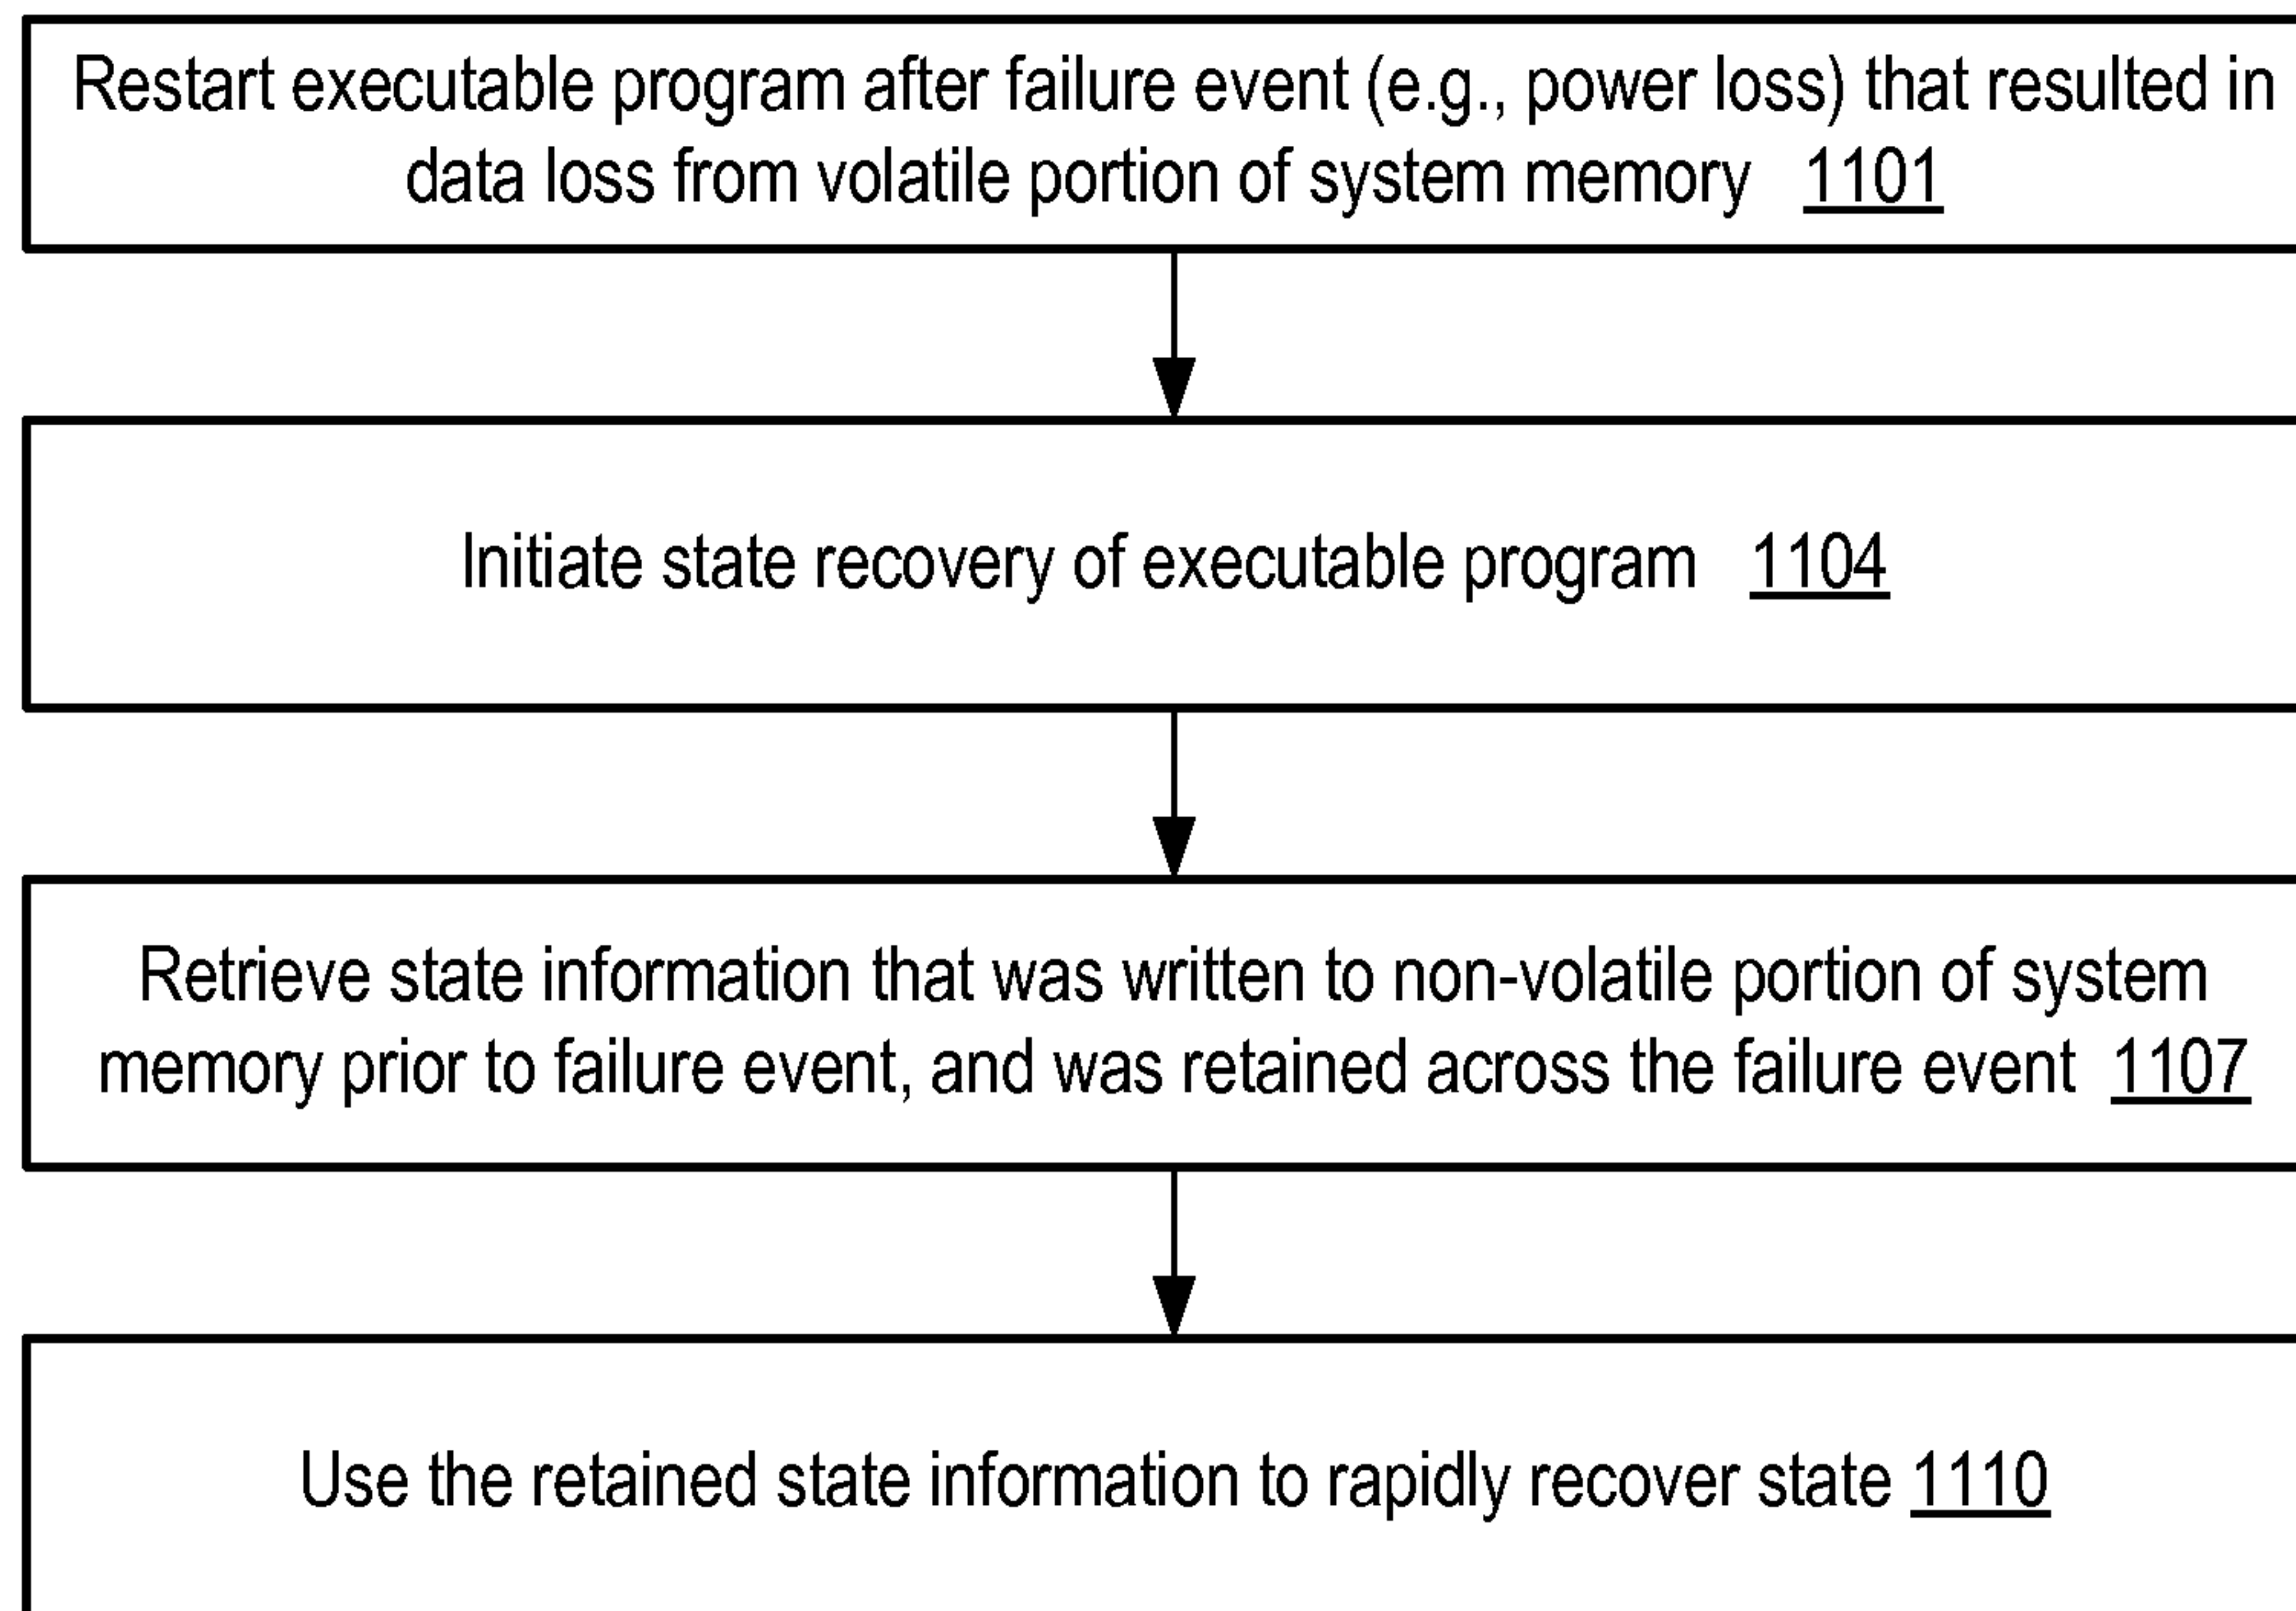 Restart executable program after failure event (e.g., power loss) that resulted in
data loss from volatile portion of system memory 1101
Initiate state recovery of executable program 1104
Retrieve state information that was written to non-volatile portion of system
memory prior to failure event, and was retained across the failure event 1107
Use the retained state information to rapidly recover state 1110